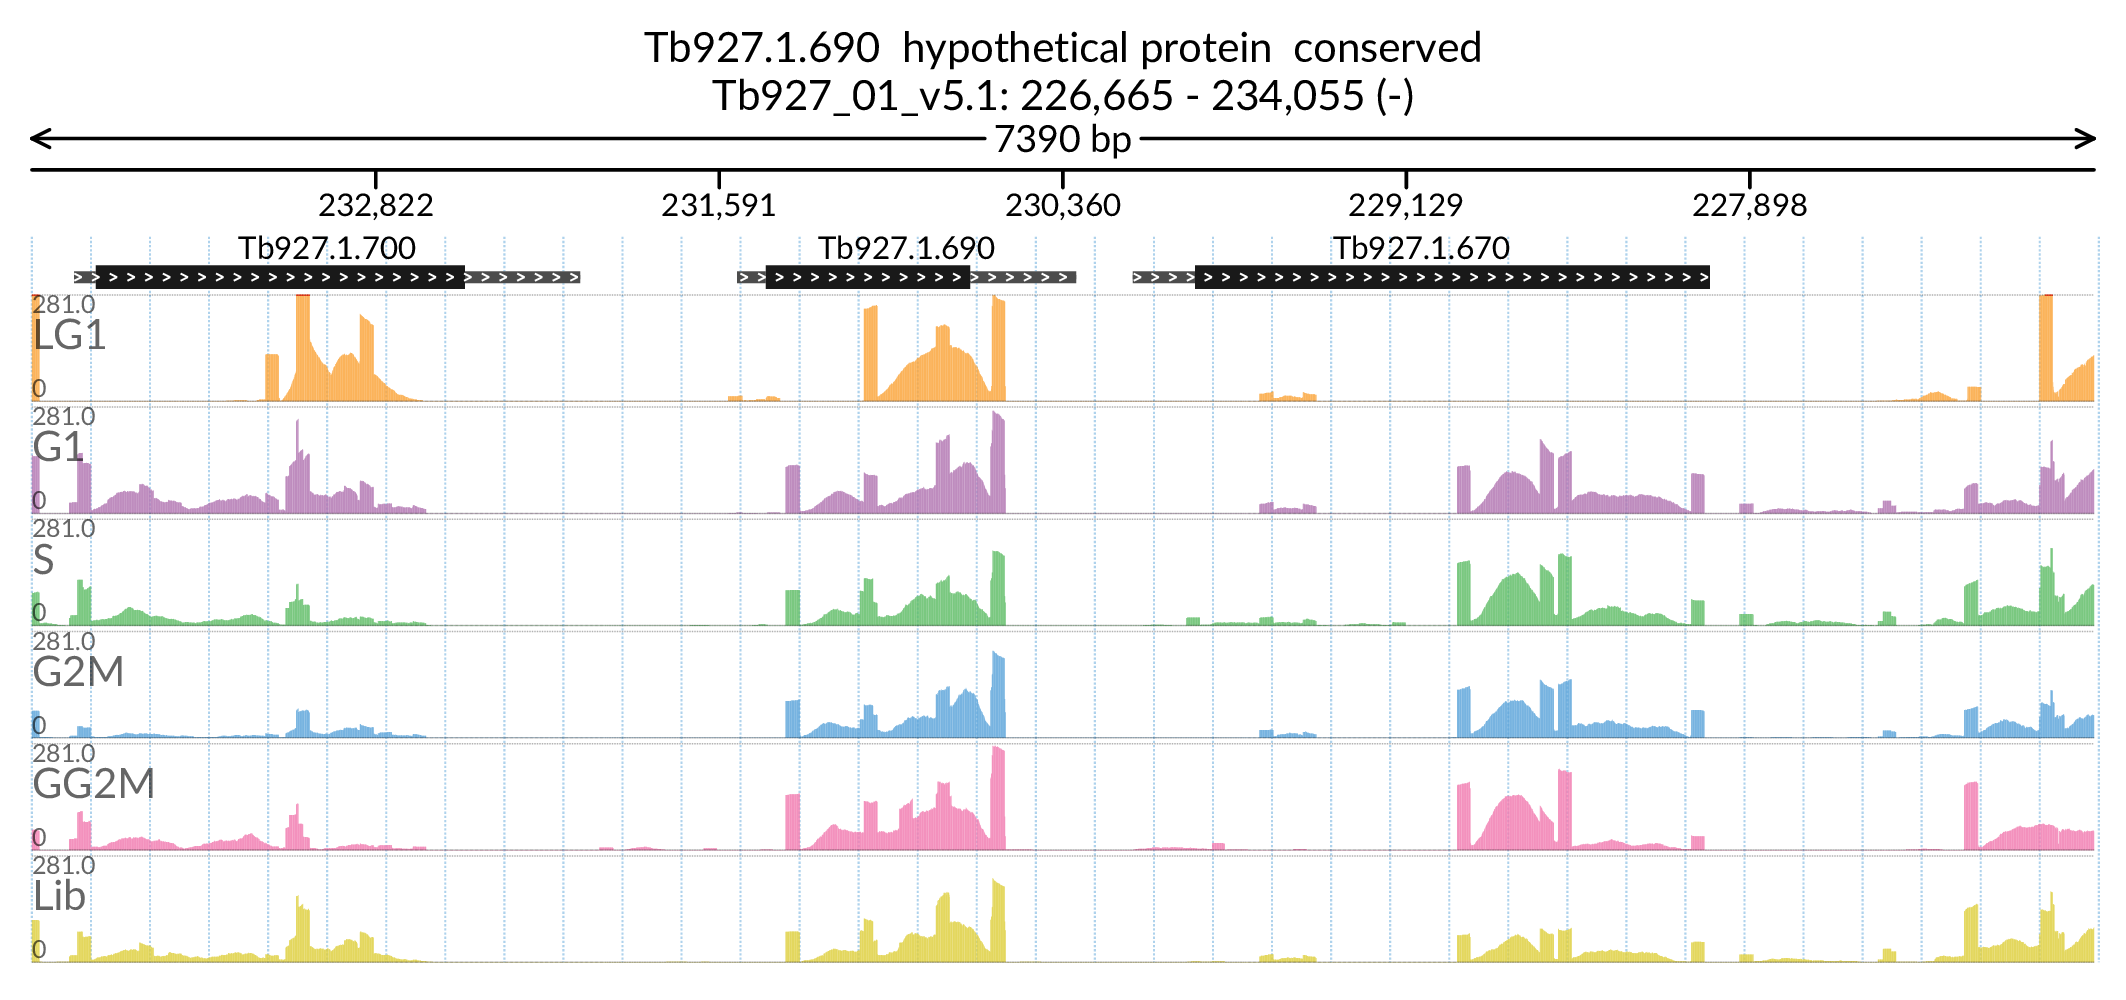 Tb927.1.690 hypothetical protein conserved
Tb927_01_v5.1: 226,665 - 234,055 (-)
7390 bp
232,822 231,591 230,360 229,129 227,898
Tb927.1.700 Tb927.1.690 Tb927.1.670
281.0
LG1
0
281.0
G1
0
281.0
S
0
281.0
G2M
0
281.0
GG2M
0
281.0
Lib
0